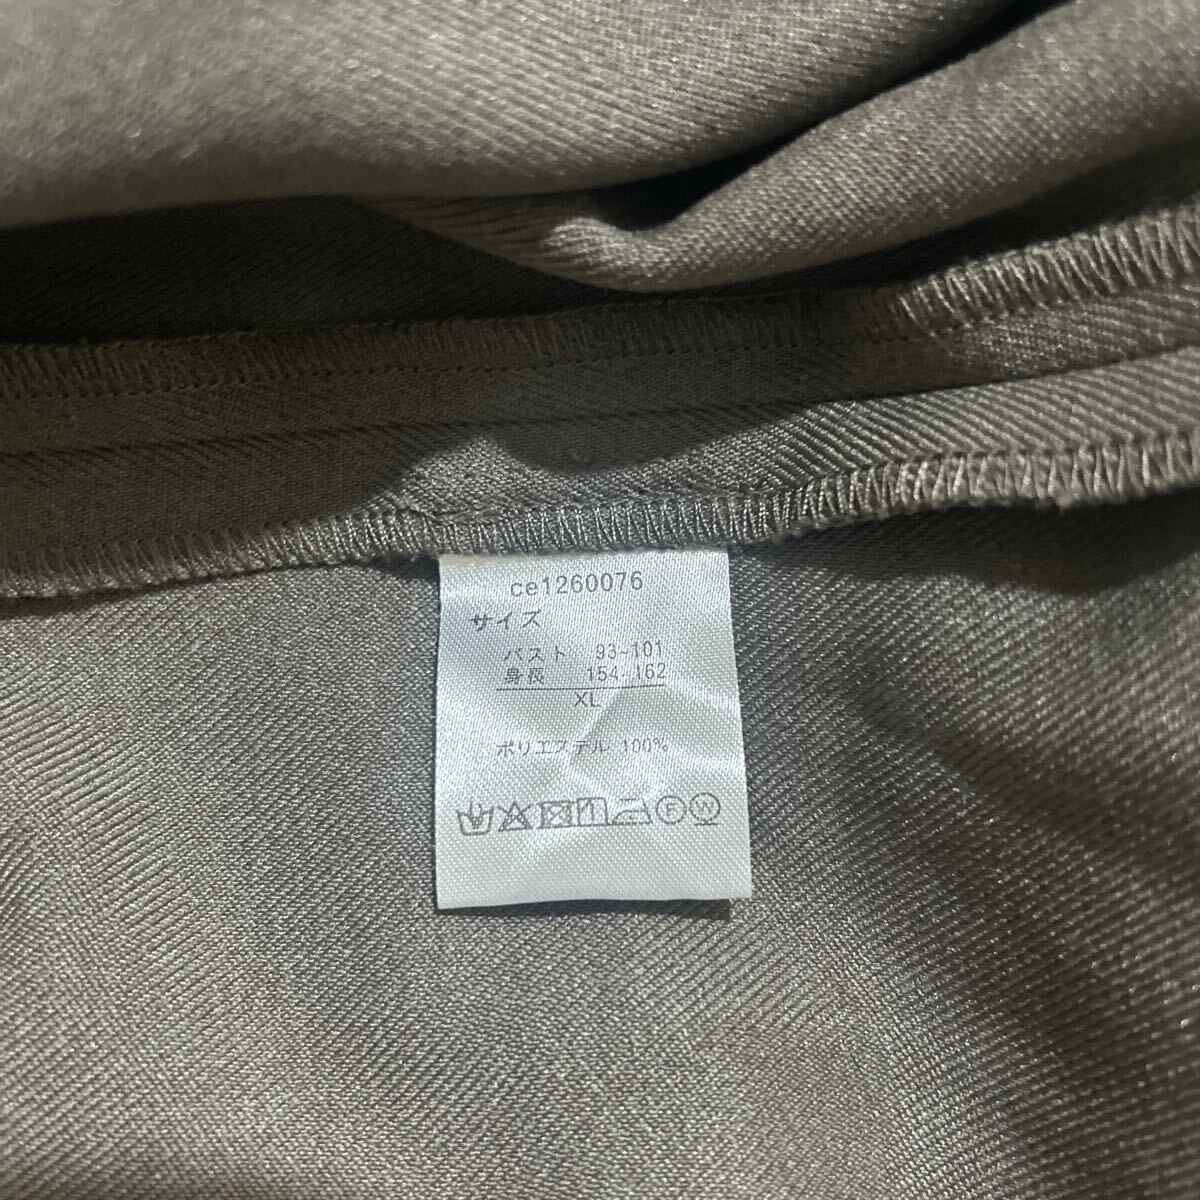 ce1260076
サイズ
バスト 93-101
身長 154-162
XL
ポリエステル 100%